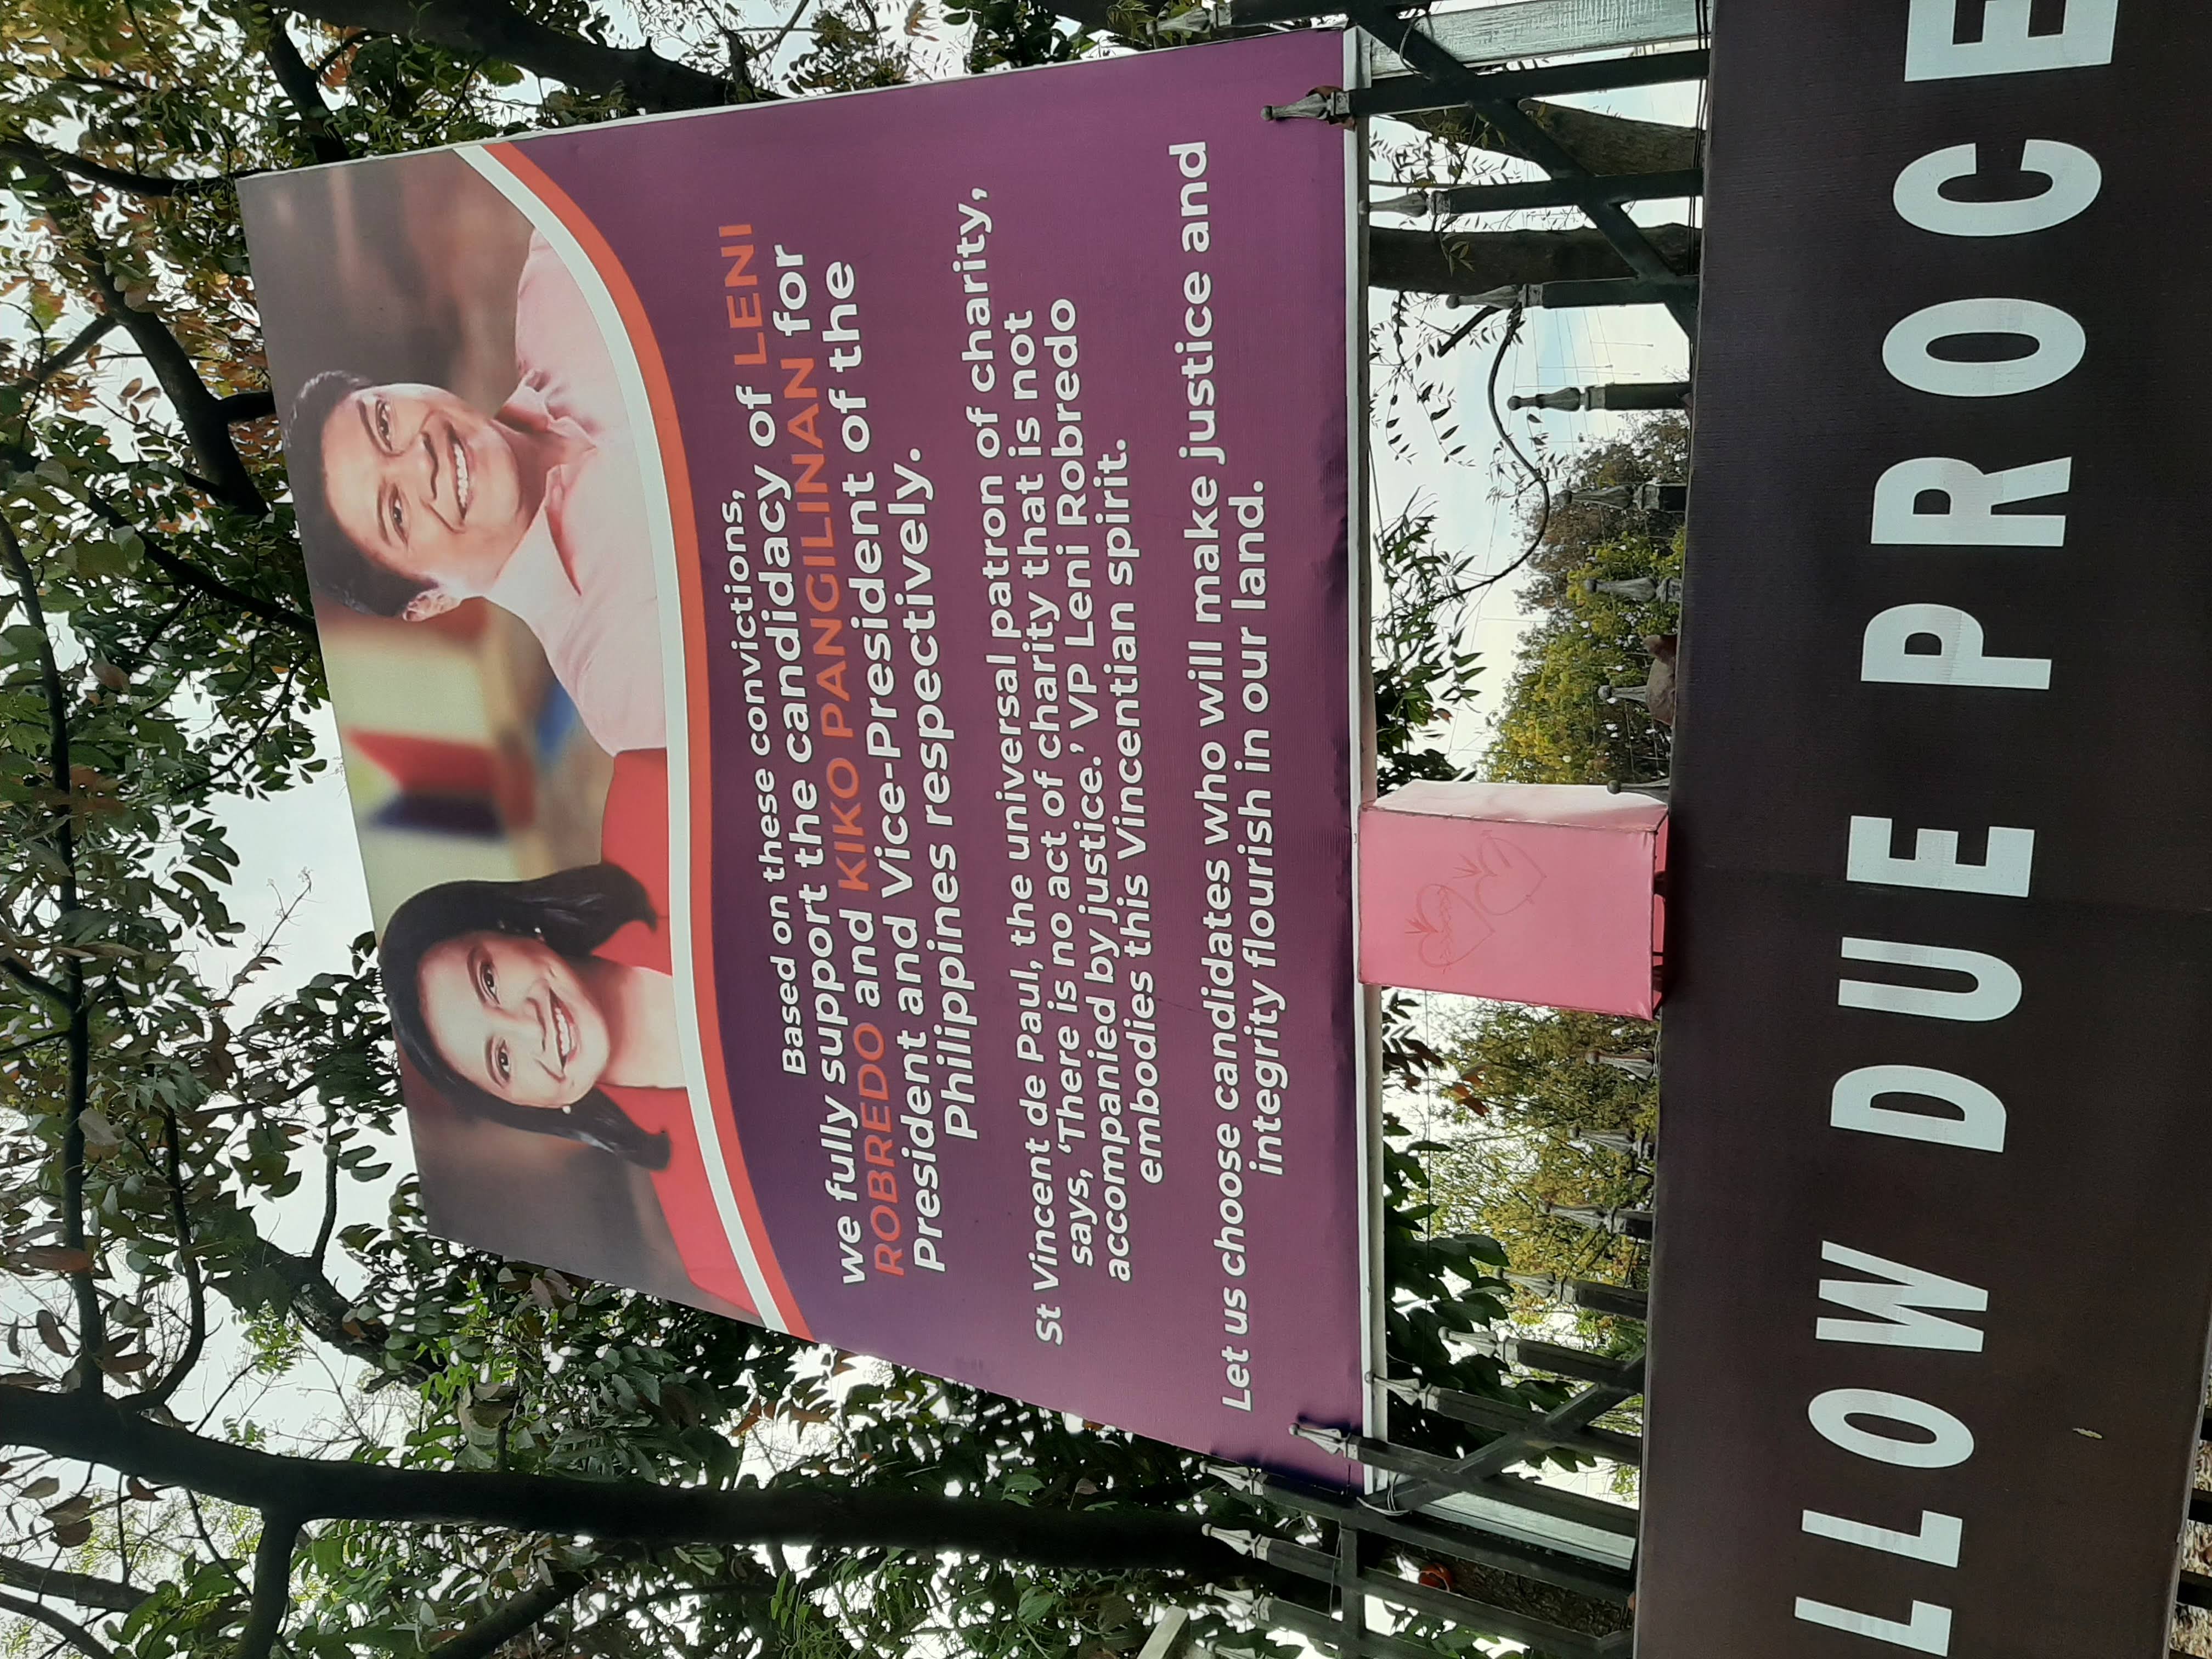 Based on these convictions,
we fully support the candidacy of LENI
ROBREDO and KIKO PANGILINAN for
President and Vice-President of the
Philippines respectively.
St Vincent de Paul, the universal patron of charity,
says, ‘There is no act of charity that is not
accompanied by justice.’ VP Leni Robredo
embodies this Vincentian spirit.
Let us choose candidates who will make justice and
integrity flourish in our land.
LLOW DUE PROCE